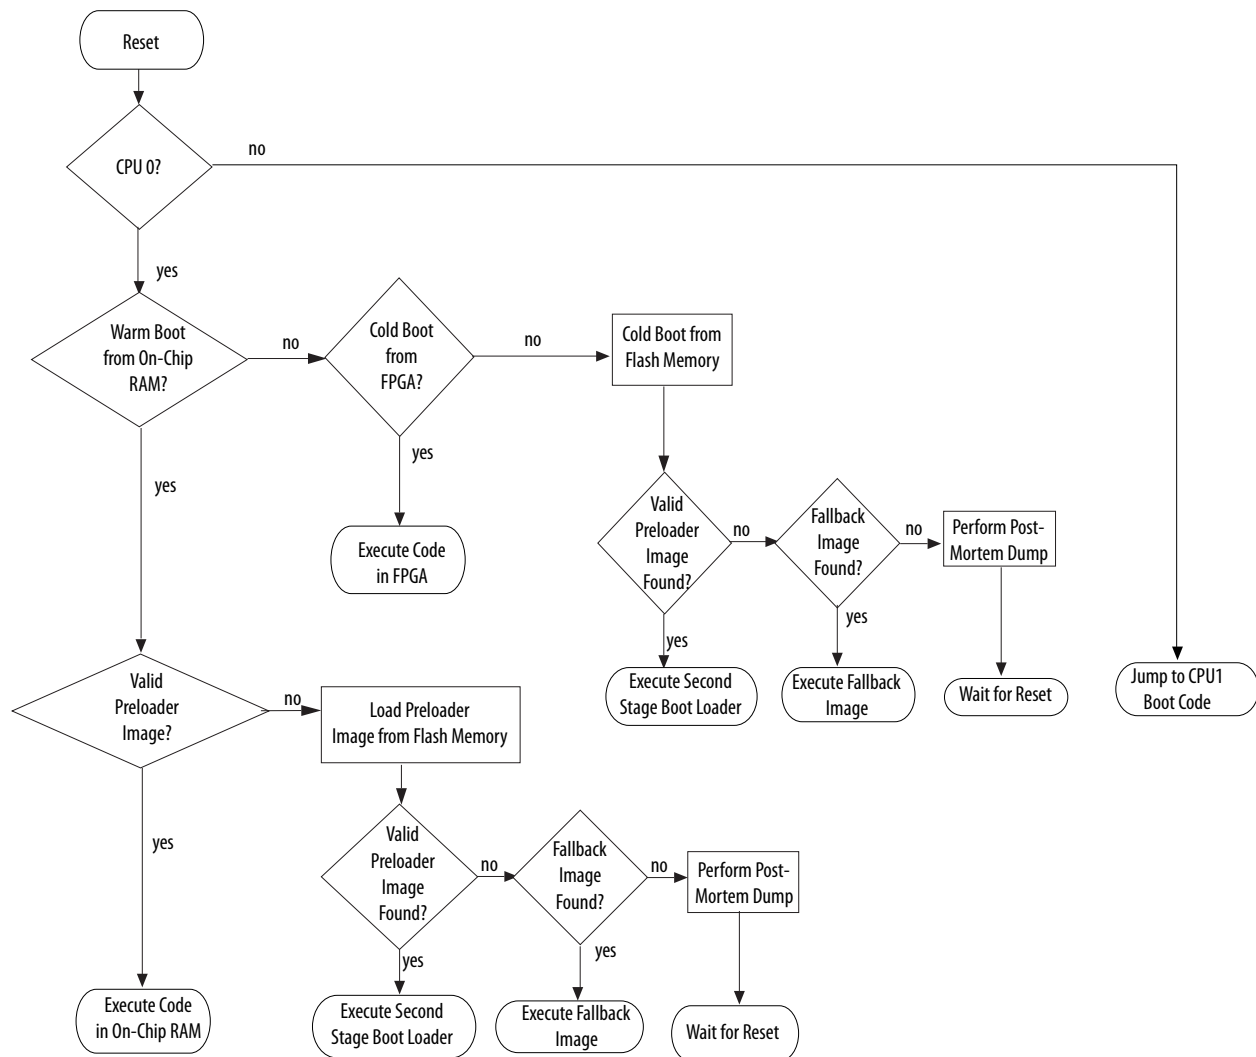 Reset
CPU 0?
no
yes
Warm Boot
from On-Chip
RAM?
no
Cold Boot
from
FPGA?
no
Cold Boot from
Flash Memory
yes
yes
Execute Code
in FPGA
Valid
Preloader
Image
Found?
no
Fallback
Image
Found?
no
Perform Post-
Mortem Dump
yes
yes
Execute Second
Stage Boot Loader
Execute Fallback
Image
Wait for Reset
Jump to CPU1
Boot Code
Valid
Preloader
Image?
no
Load Preloader
Image from Flash Memory
yes
Valid
Preloader
Image
Found?
no
Fallback
Image
Found?
no
Perform Post-
Mortem Dump
yes
yes
Execute Code
in On-Chip RAM
Execute Second
Stage Boot Loader
Execute Fallback
Image
Wait for Reset